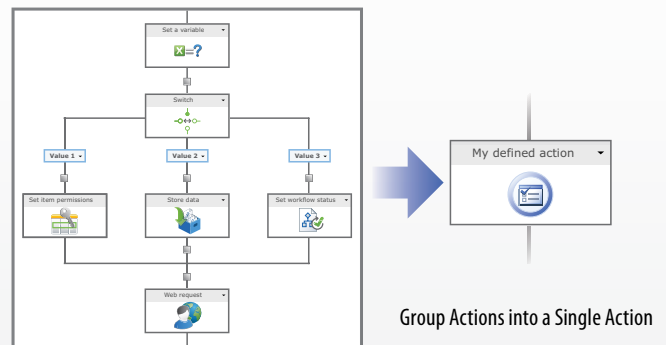 Set a variable
X=?
Switch
Value 1
Value 2
Value 3
Set item permissions
Store data
Set workflow status
Web request
My defined action
Group Actions into a Single Action